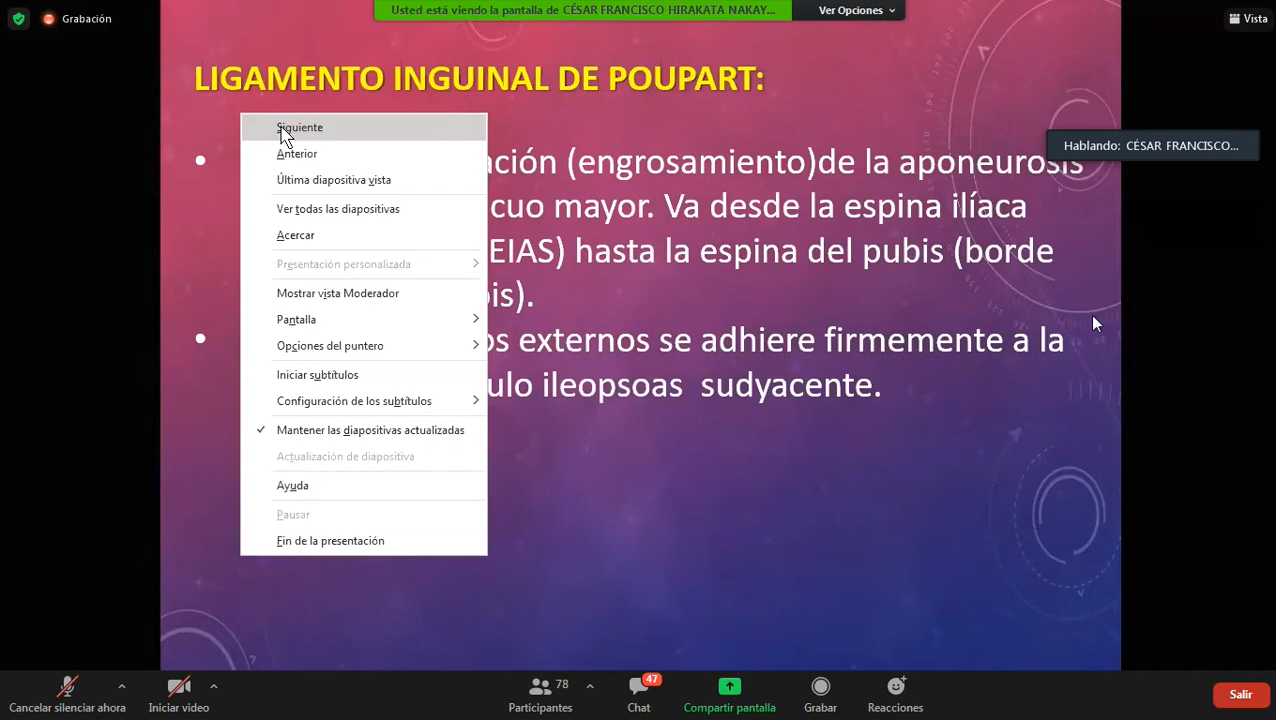 Grabación
Usted está viendo la pantalla de CÉSAR FRANCISCO HIRAKATA NAKAY...
Ver Opciones
Vista
LIGAMENTO INGUINAL DE POUPART:
Hablando: CÉSAR FRANCISCO...
ación (engrosamiento)de la aponeurosis
cuo mayor. Va desde la espina ilíaca
EIAS) hasta la espina del pubis (borde
is).
os externos se adhiere firmemente a la
ulo ileopsoas sudyacente.
Siguiente
Anterior
Última diapositiva vista
Ver todas las diapositivas
Acercar
Presentación personalizada
Mostrar vista Moderador
Pantalla
Opciones del puntero
Iniciar subtítulos
Configuración de los subtítulos
Mantener las diapositivas actualizadas
Actualización de diapositiva
Ayuda
Pausar
Fin de la presentación
Cancelar silenciar ahora
Iniciar video
78
Participantes
47
Chat
Compartir pantalla
Grabar
Reacciones
Salir